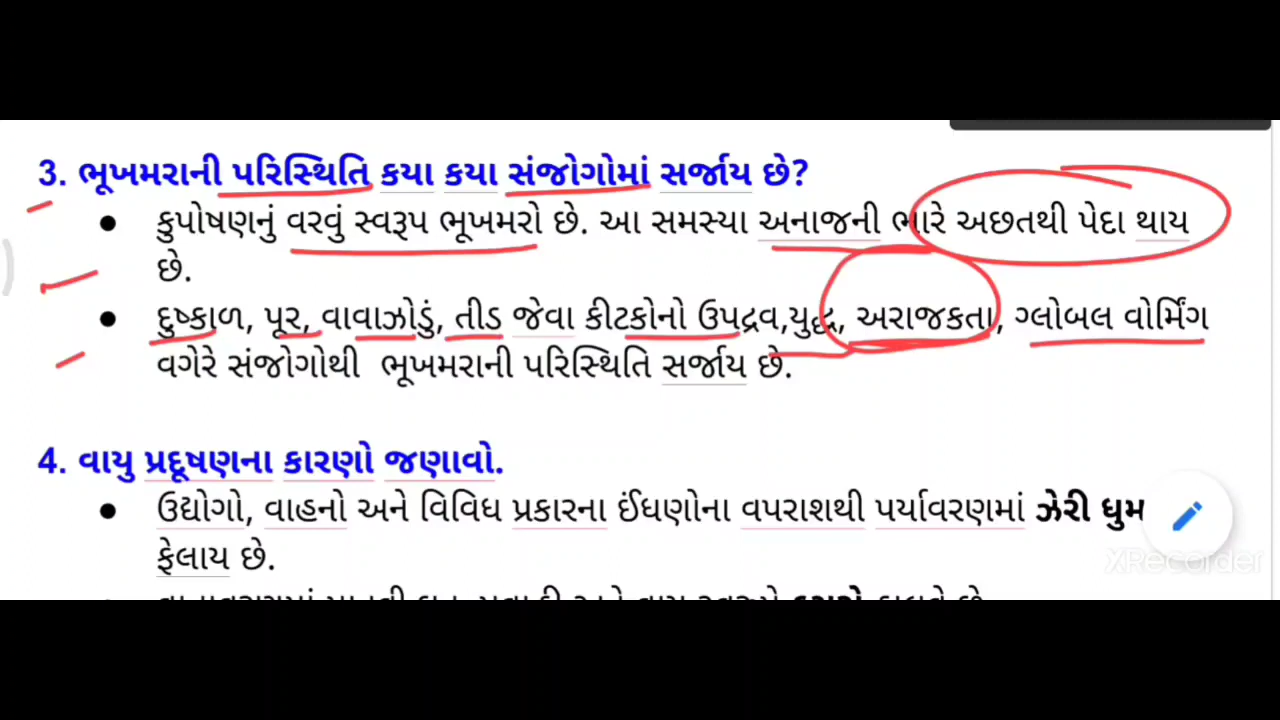 3. ભૂખમરાની પરિસ્થિતિ કયા કયા સંજોગોમાં સર્જાય છે?
● કુપોષણનું વરવું સ્વરૂપ ભૂખમરો છે. આ સમસ્યા અનાજની ભારે અછતથી પેદા થાય
છે.
● દુષ્કાળ, પૂર, વાવાઝોડું, તીડ જેવા કીટકોનો ઉપદ્રવ,યુદ્ધ, અરાજકતા, ગ્લોબલ વોર્મિંગ
વગેરે સંજોગોથી ભૂખમરાની પરિસ્થિતિ સર્જાય છે.
4. વાયુ પ્રદૂષણના કારણો જણાવો.
● ઉદ્યોગો, વાહનો અને વિવિધ પ્રકારના ઈંધણોના વપરાશથી પર્યાવરણમાં ઝેરી
ફેલાય છે.
XRecorder